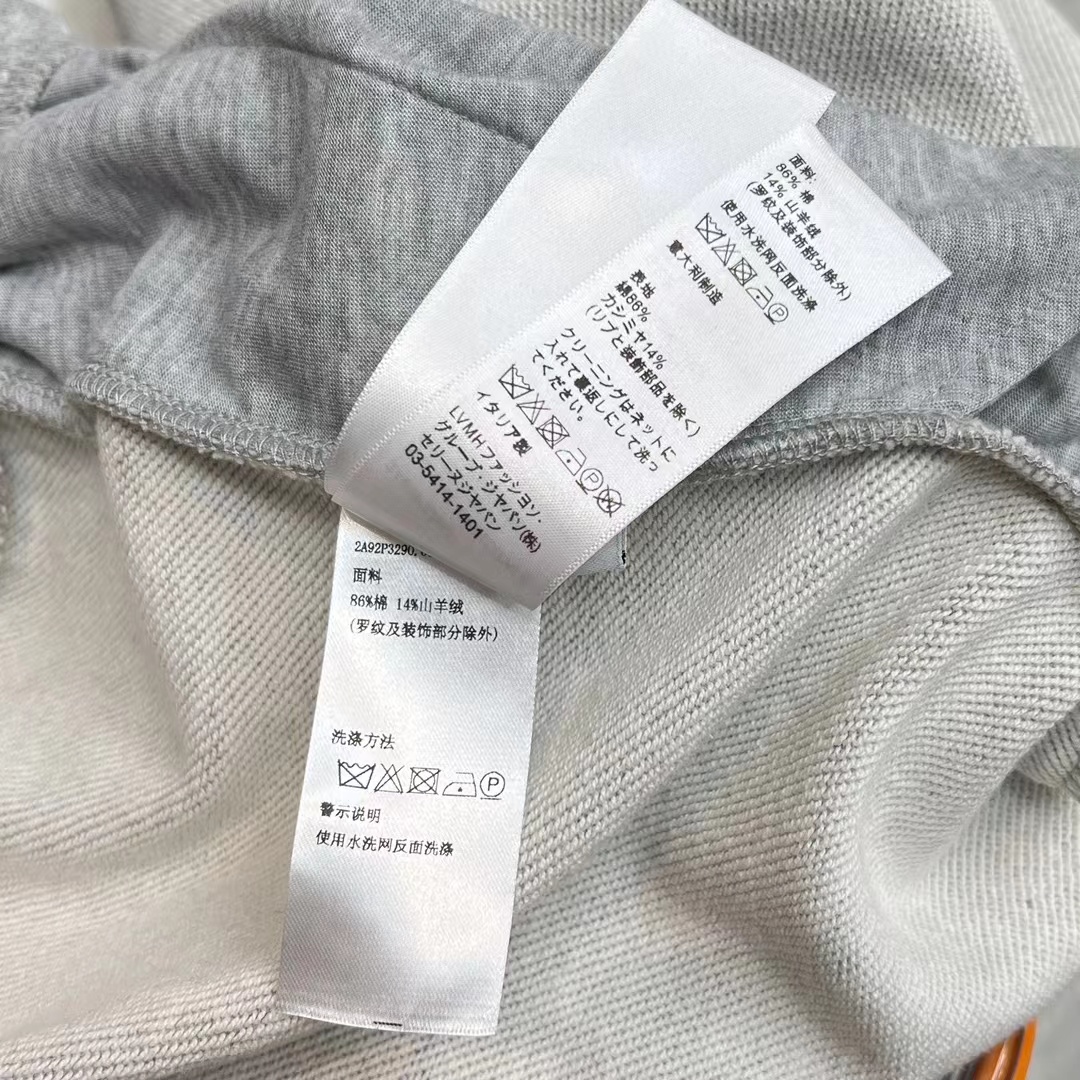 面料:
86% 棉
14% 山羊绒
(罗纹及装饰部分除外)
使用水洗网反面洗涤
P
意大利制造
表地
綿86%
カシミヤ14%
(リブと装飾部品を除く)
クリーニングはネットに
入れて裏返しにして洗っ
てください。
P
イタリア製
LVMHファッション・
グループ・ジャパン(株)
セリーヌジャパン
03-5414-1401
2A92P3290.
面料
86%棉 14%山羊绒
(罗纹及装饰部分除外)
洗涤方法
P
警示说明
使用水洗网反面洗涤